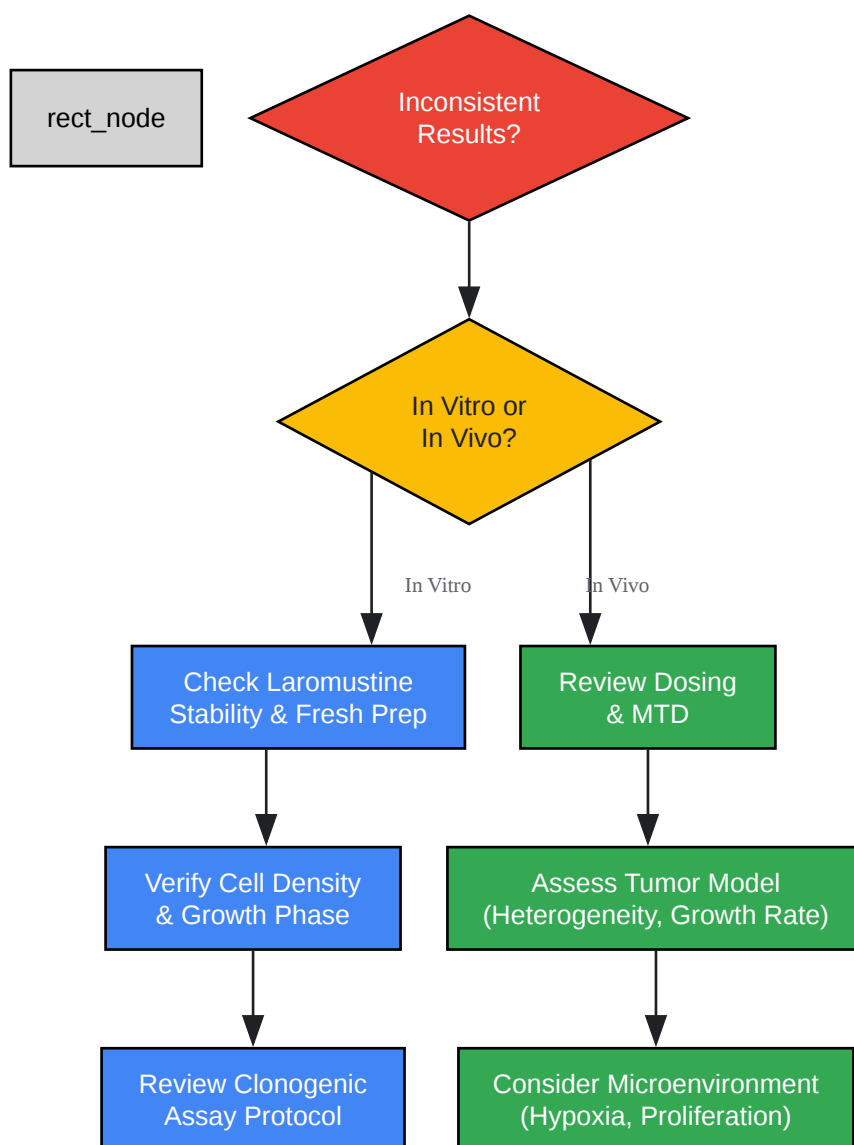 rect_node
Inconsistent
Results?
In Vitro or
In Vivo?
In Vitro
In Vivo
Check Laromustine
Stability & Fresh Prep
Review Dosing
& MTD
Verify Cell Density
& Growth Phase
Assess Tumor Model
(Heterogeneity, Growth Rate)
Review Clonogenic
Assay Protocol
Consider Microenvironment
(Hypoxia, Proliferation)